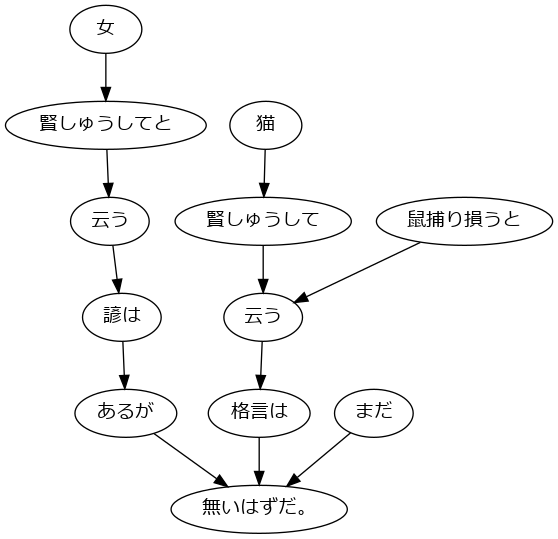 女
賢しゅうしてと
猫
云う
賢しゅうして
鼠捕り損うと
諺は
云う
あるが
格言は
まだ
無いはずだ。